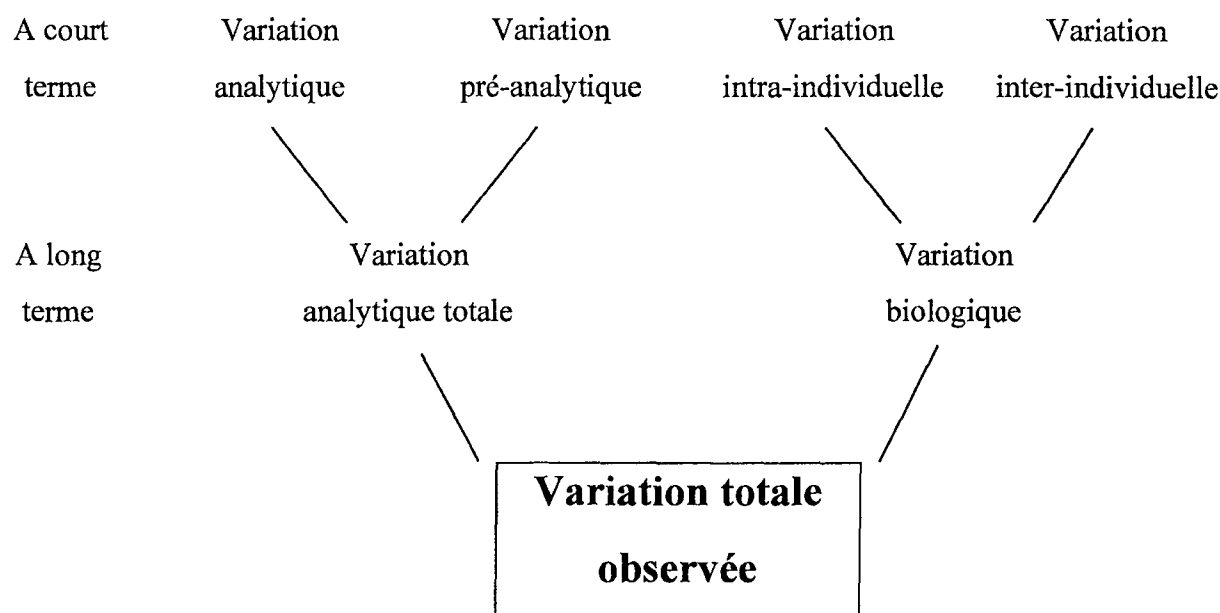 A court Variation Variation Variation Variation
terme analytique pré-analytique intra-individuelle inter-individuelle
A long Variation Variation
terme analytique totale biologique
Variation totale
observée